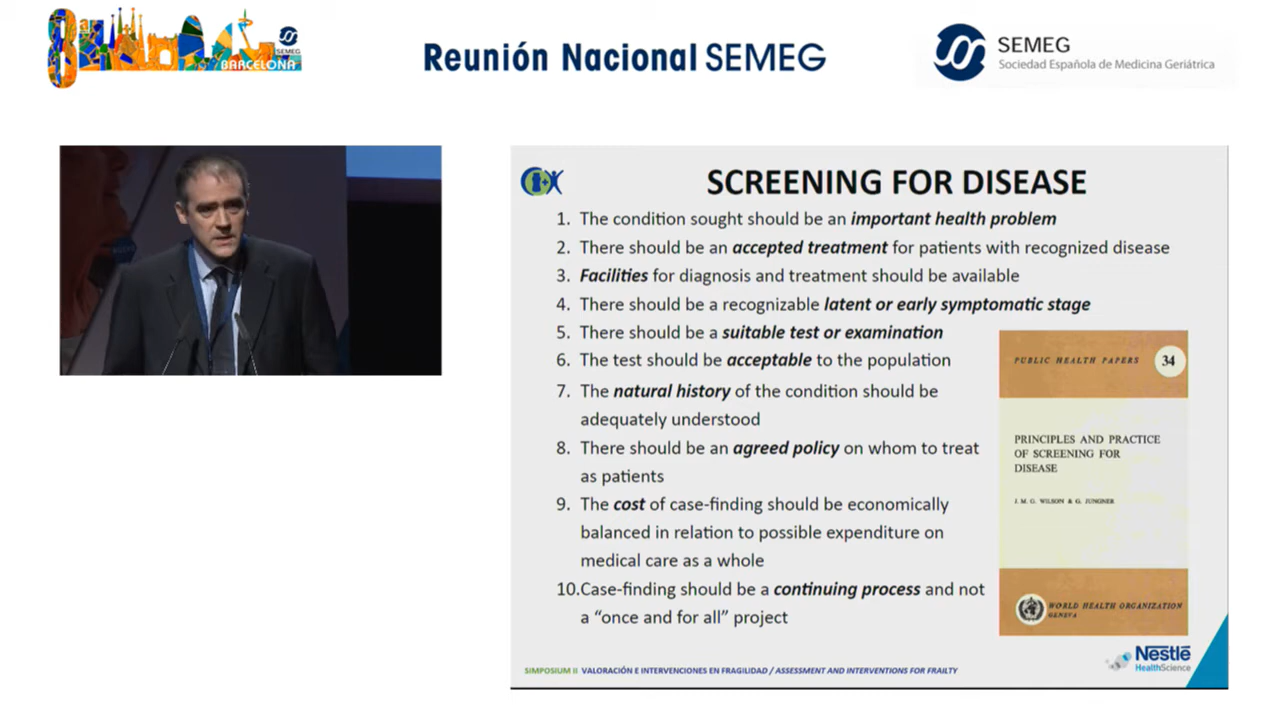 8ª
SEMEG
BARCELONA
Reunión Nacional SEMEG
SEMEG
Sociedad Española de Medicina Geriátrica
SCREENING FOR DISEASE
1. The condition sought should be an important health problem
2. There should be an accepted treatment for patients with recognized disease
3. Facilities for diagnosis and treatment should be available
4. There should be a recognizable latent or early symptomatic stage
5. There should be a suitable test or examination
6. The test should be acceptable to the population
7. The natural history of the condition should be
adequately understood
8. There should be an agreed policy on whom to treat
as patients
9. The cost of case-finding should be economically
balanced in relation to possible expenditure on
medical care as a whole
10.Case-finding should be a continuing process and not
a “once and for all” project
PUBLIC HEALTH PAPERS
34
PRINCIPLES AND PRACTICE
OF SCREENING FOR
DISEASE
J. M. G. WILSON & G. JUNGNER
WORLD HEALTH ORGANIZATION
GENEVA
SIMPOSIUM II VALORACIÓN E INTERVENCIONES EN FRAGILIDAD / ASSESSMENT AND INTERVENTIONS FOR FRAILTY
Nestlé
HealthScience